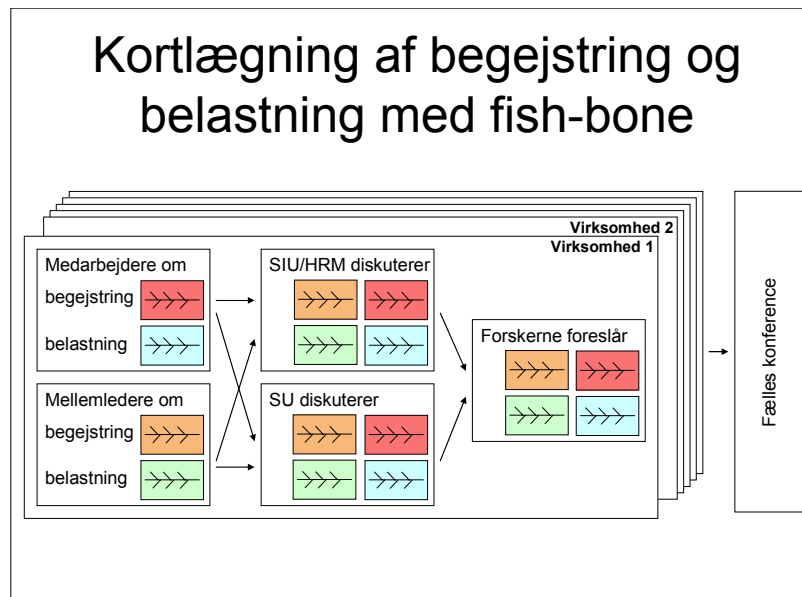 Kortlægning af begejstring og
belastning med fish-bone
Virksomhed 2
Virksomhed 1
Medarbejdere om
begejstring
belastning
Mellemledere om
begejstring
belastning
SIU/HRM diskuterer
SU diskuterer
Forskerne foreslår
Fælles konference